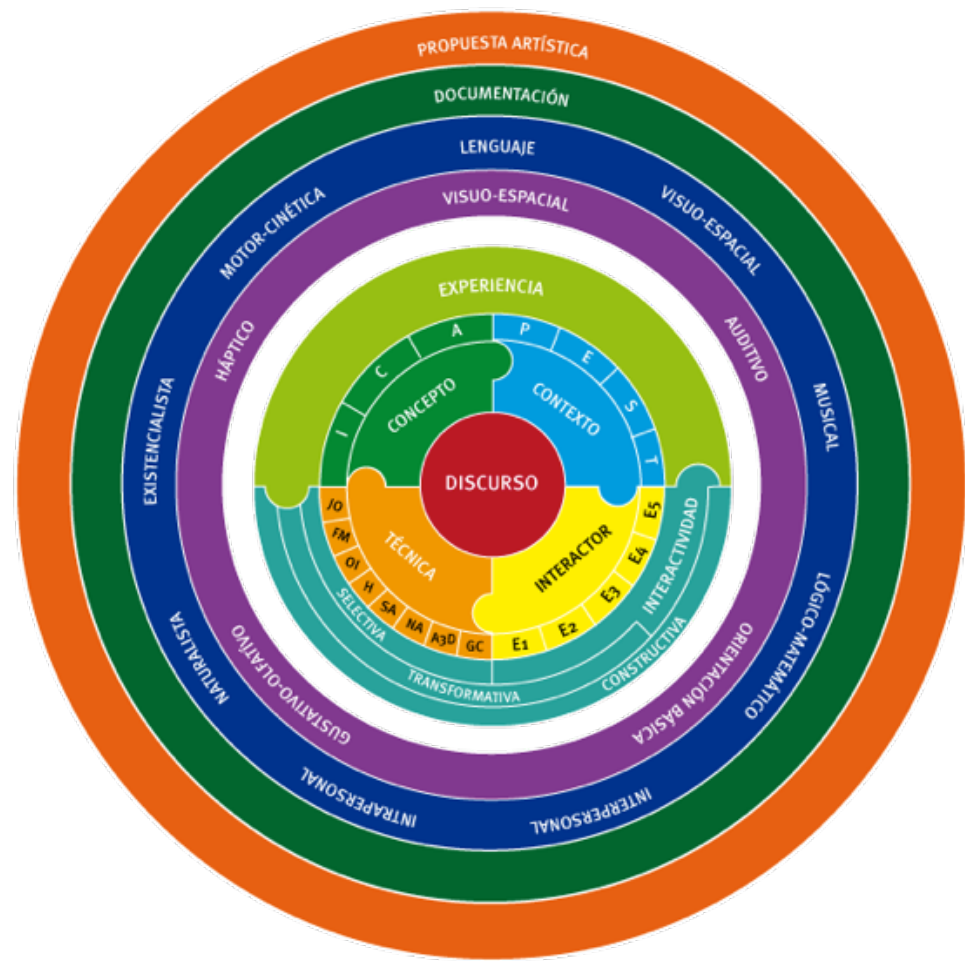 PROPUESTA ARTÍSTICA
DOCUMENTACIÓN
LENGUAJE
VISUO-ESPACIAL
MUSICAL
LÓGICO-MATEMÁTICO
INTERPERSONAL
INTRAPERSONAL
NATURALISTA
EXISTENCIALISTA
MOTOR-CINÉTICA
VISUO-ESPACIAL
AUDITIVO
ORIENTACIÓN BÁSICA
GUSTATIVO-OLFATÍVO
HÁPTICO
EXPERIENCIA
INTERACTIVIDAD
SELECTIVA
TRANSFORMATIVA
CONSTRUCTIVA
I
C
A
P
E
S
T
E5
E4
E3
E2
E1
GC
A3D
NA
SA
H
OI
FM
JO
CONCEPTO
CONTEXTO
INTERACTOR
TÉCNICA
DISCURSO